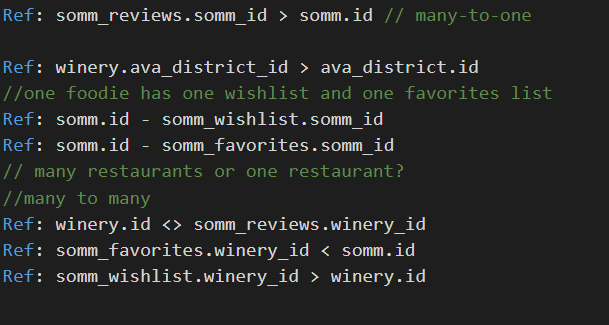 Ref: somm_reviews.somm_id > somm.id // many-to-one
Ref: winery.ava_district_id > ava_district.id
//one foodie has one wishlist and one favorites list
Ref: somm.id - somm_wishlist.somm_id
Ref: somm.id - somm_favorites.somm_id
// many restaurants or one restaurant?
//many to many
Ref: winery.id <> somm_reviews.winery_id
Ref: somm_favorites.winery_id < somm.id
Ref: somm_wishlist.winery_id > winery.id